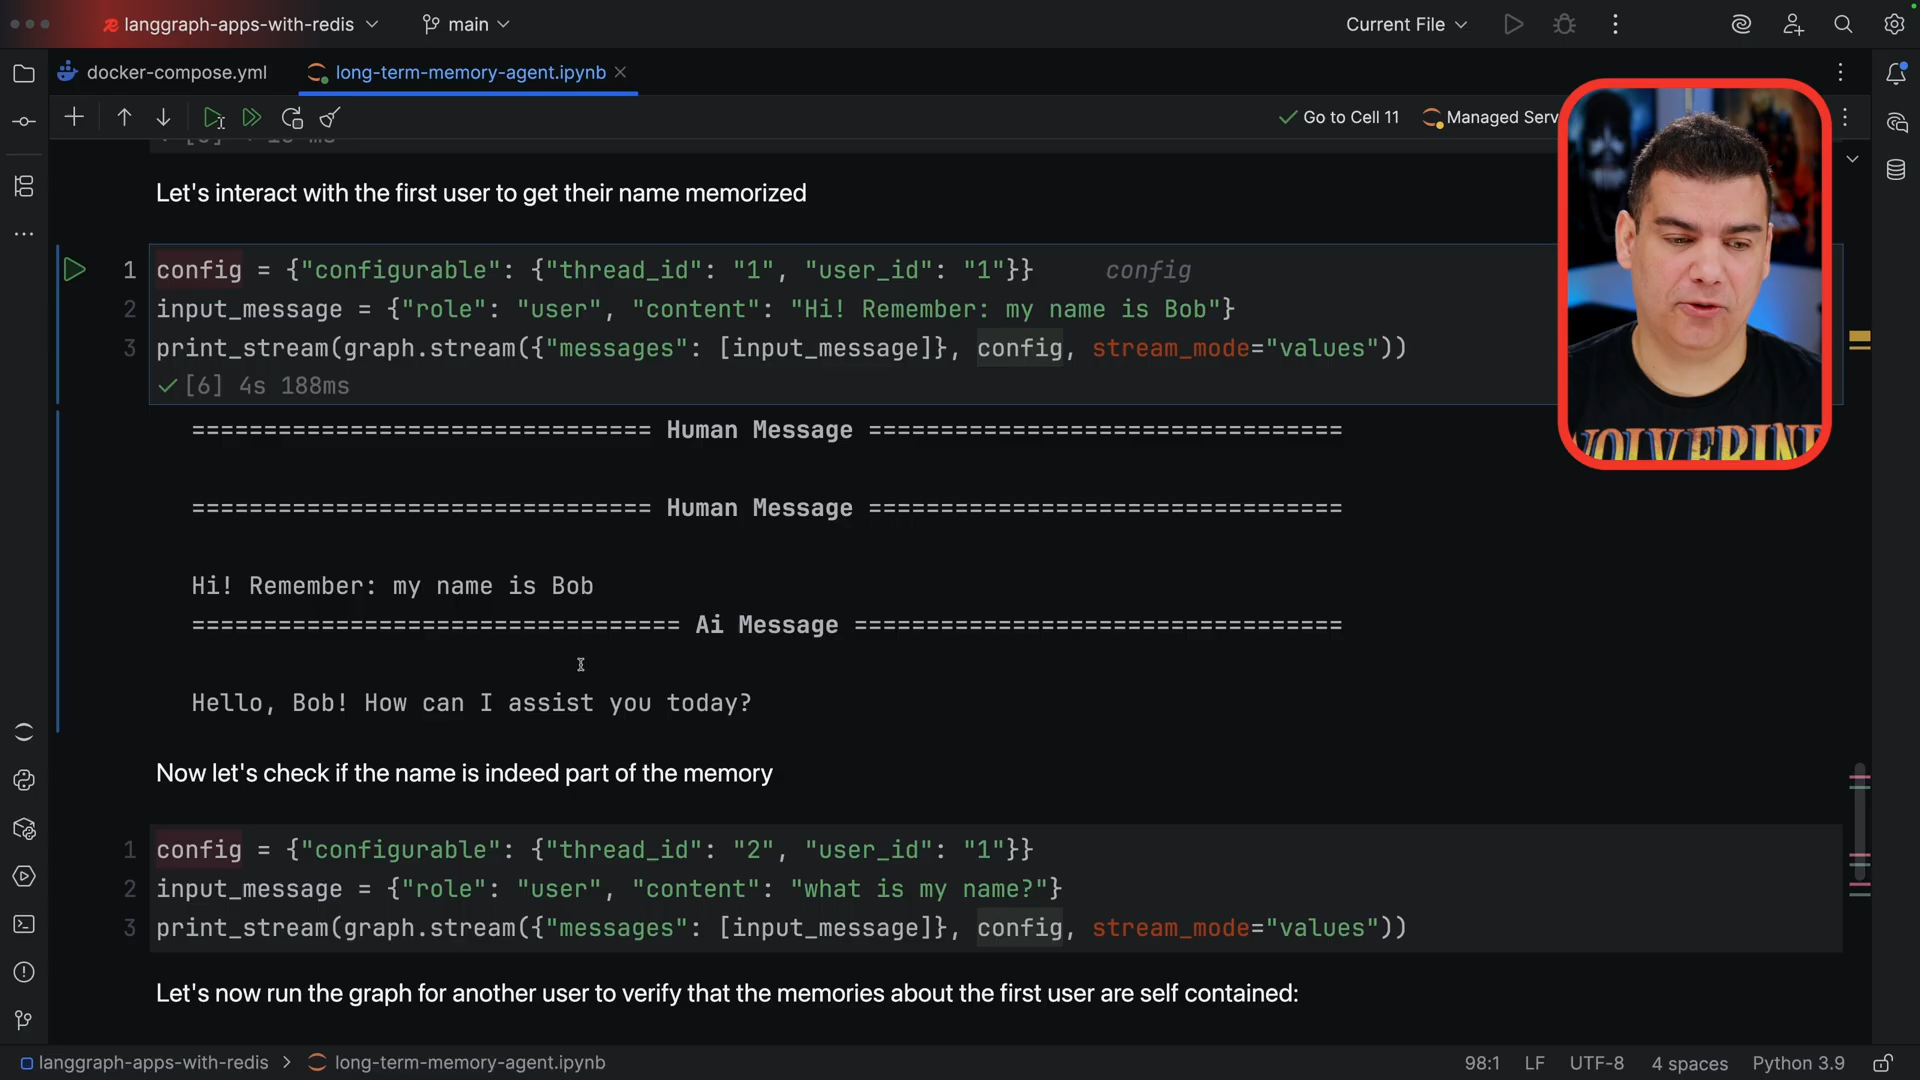 langgraph-apps-with-redis
main
Current File
docker-compose.yml
long-term-memory-agent.ipynb
Go to Cell 11
Managed Serv
Let's interact with the first user to get their name memorized
1 config = {"configurable": {"thread_id": "1", "user_id": "1"}} config
2 input_message = {"role": "user", "content": "Hi! Remember: my name is Bob"}
3 print_stream(graph.stream({"messages": [input_message]}, config, stream_mode="values"))
[6] 4s 188ms
================================ Human Message =================================
================================ Human Message =================================
Hi! Remember: my name is Bob
================================== Ai Message ==================================
Hello, Bob! How can I assist you today?
Now let's check if the name is indeed part of the memory
1 config = {"configurable": {"thread_id": "2", "user_id": "1"}}
2 input_message = {"role": "user", "content": "what is my name?"}
3 print_stream(graph.stream({"messages": [input_message]}, config, stream_mode="values"))
Let's now run the graph for another user to verify that the memories about the first user are self contained:
WOLVERINE
langgraph-apps-with-redis > long-term-memory-agent.ipynb
98:1 LF UTF-8 4 spaces Python 3.9